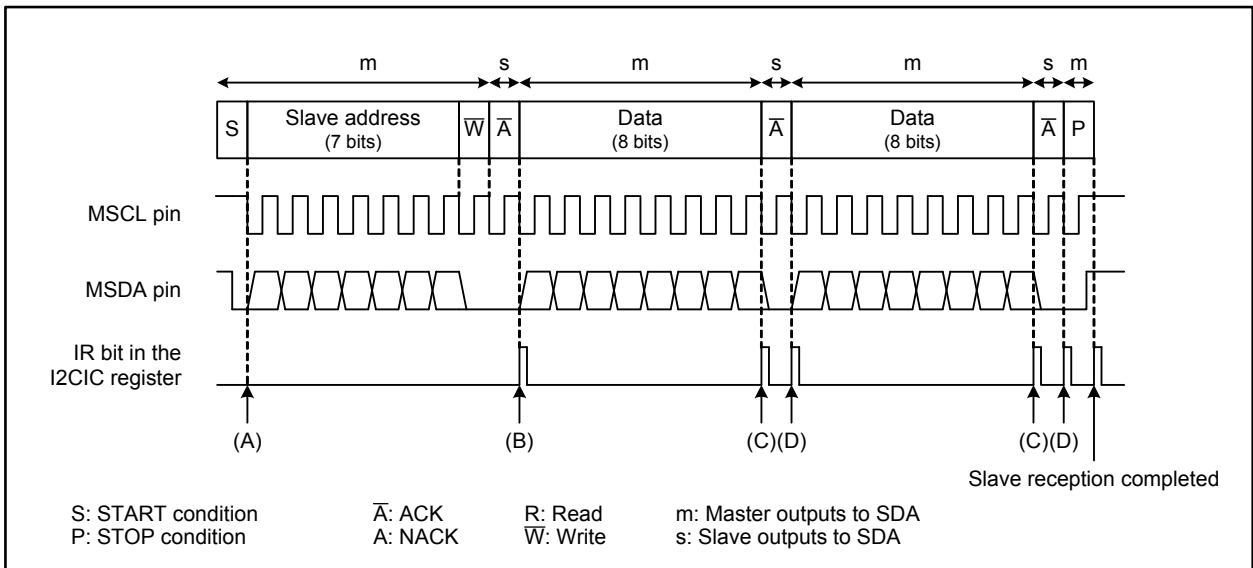 m s m s m s m
S Slave address (7 bits) W̅ A̅ Data (8 bits) A̅ Data (8 bits) A̅ P
MSCL pin
MSDA pin
IR bit in the
I2CIC register
(A) (B) (C)(D) (C)(D)
Slave reception completed
S: START condition A̅: ACK R: Read m: Master outputs to SDA
P: STOP condition A: NACK W̅: Write s: Slave outputs to SDA